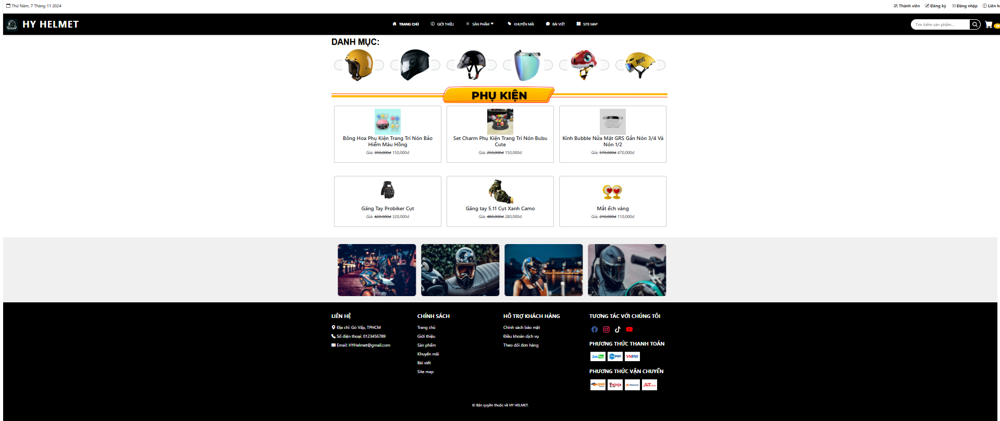 Thứ Năm, 7 Tháng 11 2024
Thành viên
Đăng ký
Đăng nhập
Liên h
HY HELMET
TRANG CHỦ
GIỚI THIỆU
SẢN PHẨM
KHUYẾN MÃI
BÀI VIẾT
SITE MAP
Tìm kiếm sản phẩm...
DANH MỤC:
ROC
PHỤ KIỆN
Bông Hoa Phụ Kiện Trang Trí Nón Bảo
Hiểm Màu Hồng
Giá: 350,000đ 150,000đ
Set Charm Phụ Kiện Trang Trí Nón Bubu
Cute
Giá: 250,000đ 150,000đ
Kính Bubble Nửa Mặt GRS Gắn Nón 3/4 Và
Nón 1/2
Giá: 570,000đ 470,000đ
Găng Tay Probiker Cụt
Giá: 420,000đ 320,000đ
Găng tay 5.11 Cụt Xanh Camo
Giá: 480,000đ 280,000đ
Mắt ếch vàng
Giá: 210,000đ 110,000đ
LIÊN HỆ
Địa chỉ: Gò Vấp, TPHCM
Số điện thoại: 0123456789
Email: HYHelmet@gmail.com
CHÍNH SÁCH
Trang chủ
Giới thiệu
Sản phẩm
Khuyến mãi
Bài viết
Site map
HỖ TRỢ KHÁCH HÀNG
Chính sách bảo mật
Điều khoản dịch vụ
Theo dõi đơn hàng
TƯƠNG TÁC VỚI CHÚNG TÔI
PHƯƠNG THỨC THANH TOÁN
ZaloPay
PAY
VNPAY
PHƯƠNG THỨC VẬN CHUYỂN
GHN
ninja
Ahamove
J&T
© Bản quyền thuộc về HY HELMET.